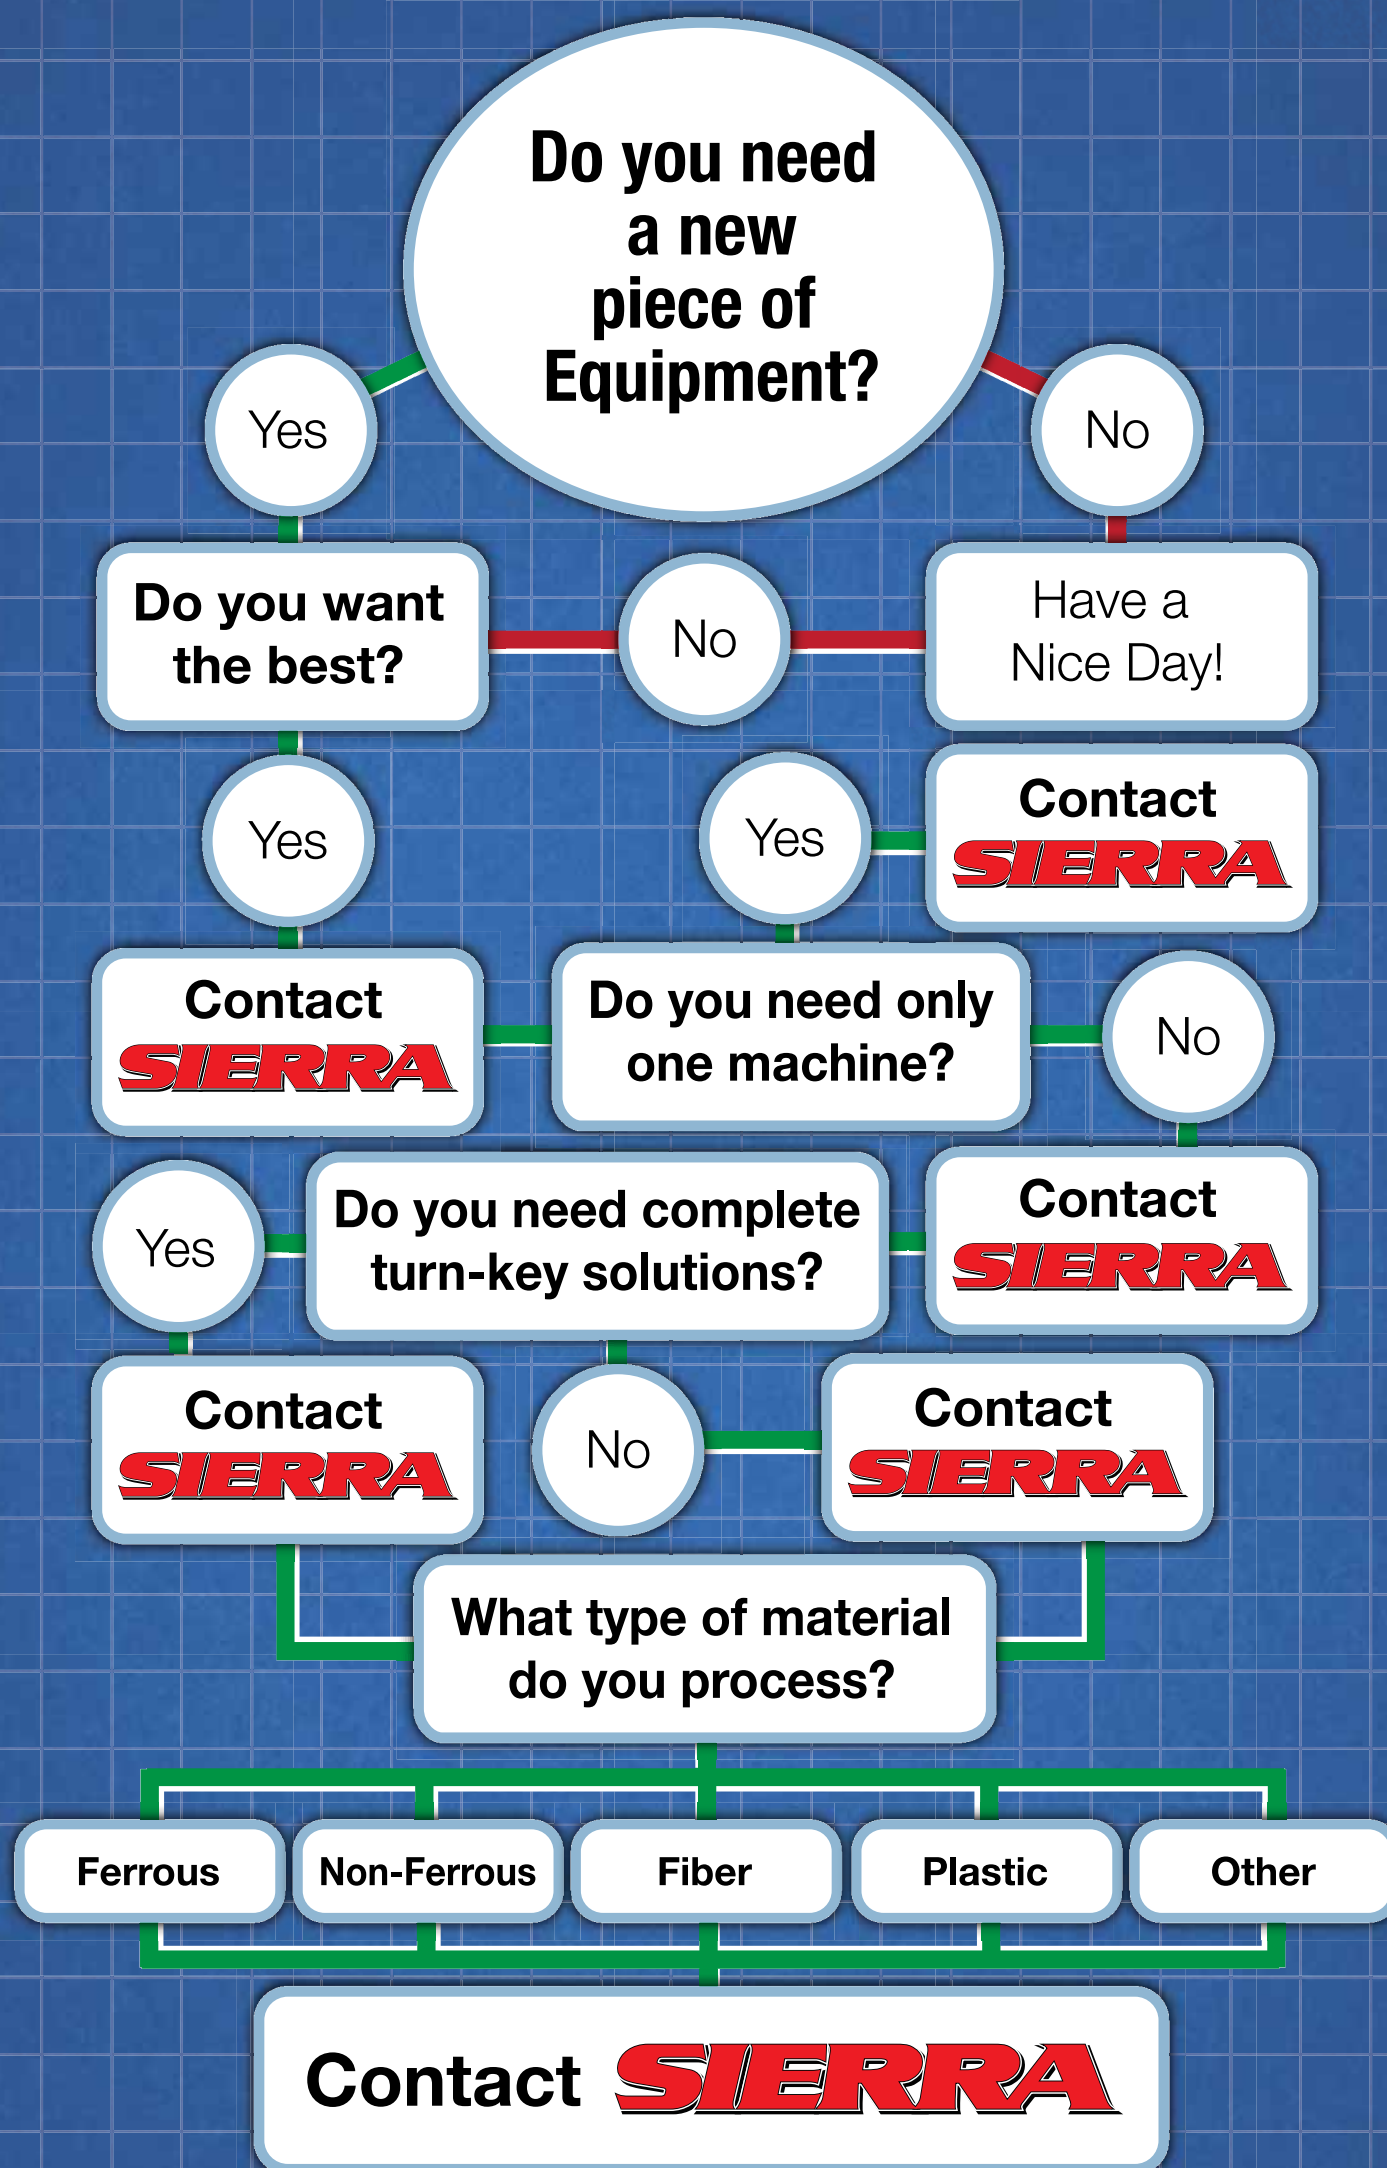 Do you need
a new
piece of
Equipment?
Yes
No
Do you want
the best?
No
Have a
Nice Day!
Yes
Yes
Contact
SIERRA
Contact
SIERRA
Do you need only
one machine?
No
Yes
Do you need complete
turn-key solutions?
Contact
SIERRA
Contact
SIERRA
No
Contact
SIERRA
What type of material
do you process?
Ferrous
Non-Ferrous
Fiber
Plastic
Other
Contact SIERRA